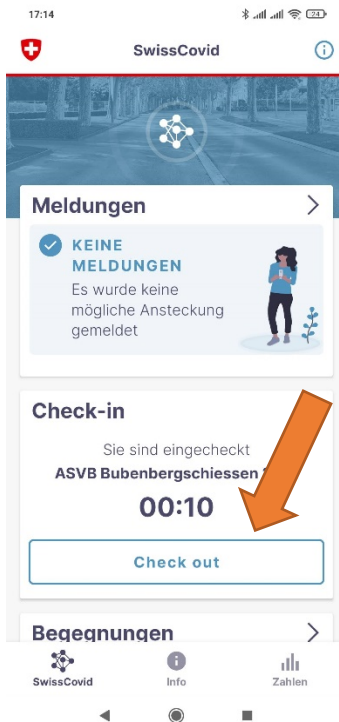 17:14
24
SwissCovid
Meldungen
KEINE
MELDUNGEN
Es wurde keine
mögliche Ansteckung
gemeldet
Check-in
Sie sind eingecheckt
ASVB Bubenbergschiessen
00:10
Check out
Begegnungen
SwissCovid
Info
Zahlen